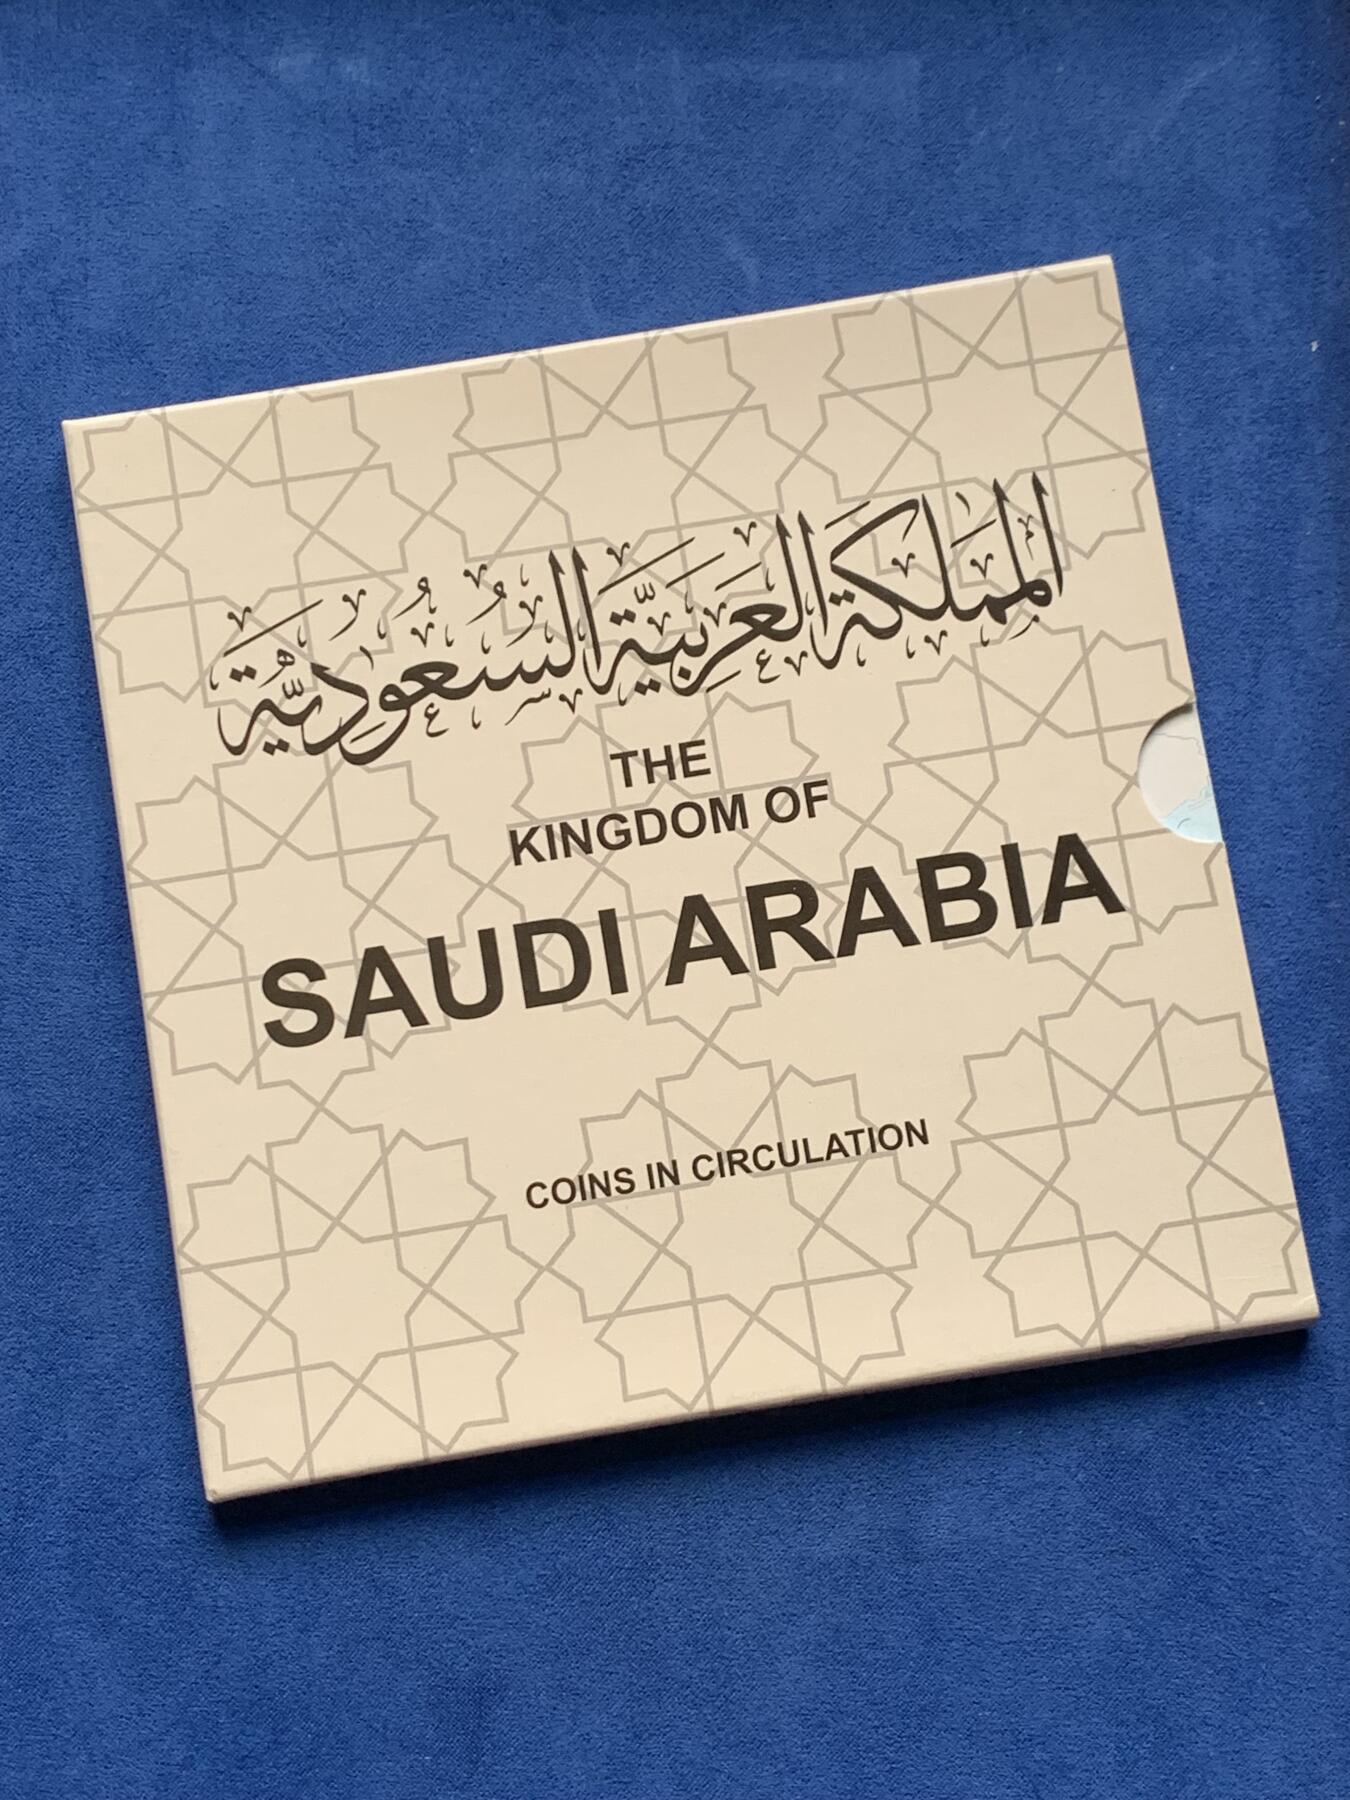 المملكة العربية السعودية
THE
KINGDOM OF
SAUDI ARABIA
COINS IN CIRCULATION